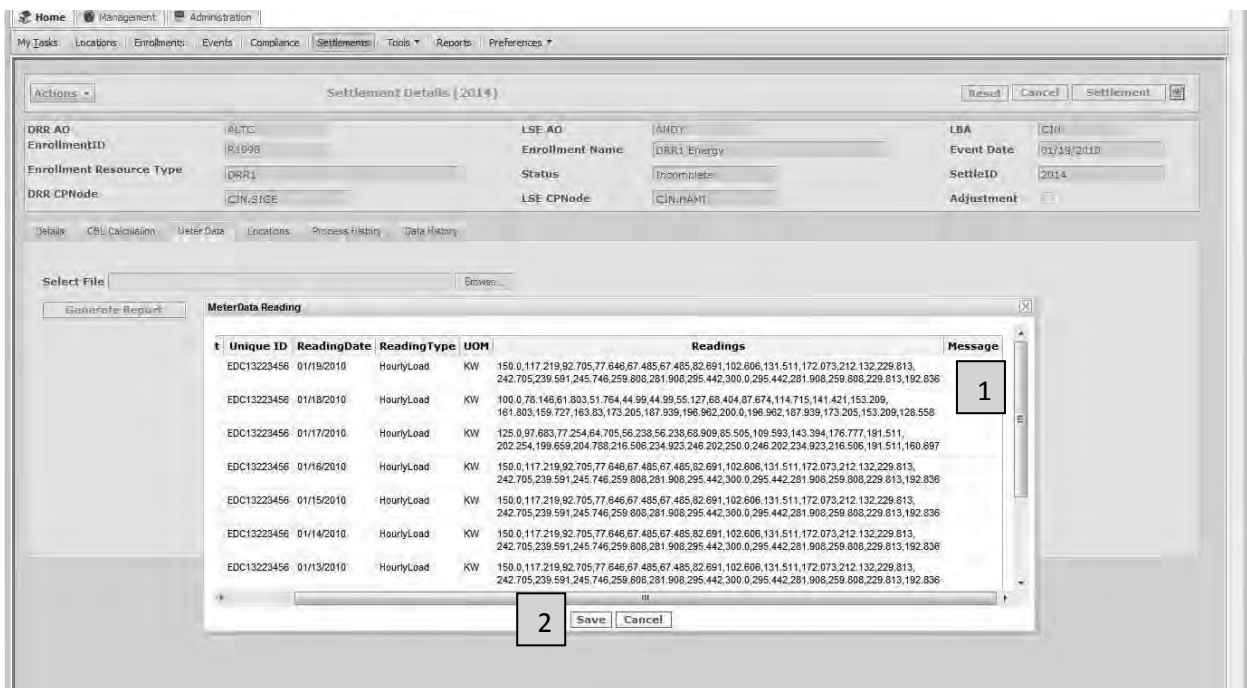 Home Management Administration
My Tasks Locations Enrollments Events Compliance Settlements Tools Reports Preferences
Actions Settlement Details (2014) Reset Cancel Settlement
DRR AO ALTC LSE AO ANDY LBA CIN
EnrollmentID R1998 Enrollment Name DRR1 Energy Event Date 01/19/2010
Enrollment Resource Type DRR1 Status Incomplete SettleID 2014
DRR CPNode CIN.SIGE LSE CPNode CIN.HAMT Adjustment
Details CBL Calculation Meter Data Locations Process History Data History
Select File Browse...
Generate Report
MeterData Reading
t Unique ID ReadingDate ReadingType UOM Readings Message
EDC13223456 01/19/2010 HourlyLoad KW 150.0,117.219,92.705,77.646,67.485,67.485,82.691,102.606,131.511,172.073,212.132,229.813,
242.705,239.591,245.746,259.808,281.908,295.442,300.0,295.442,281.908,259.808,229.813,192.836
1
EDC13223456 01/18/2010 HourlyLoad KW 100.0,78.146,61.803,51.764,44.99,44.99,55.127,68.404,87.674,114.715,141.421,153.209,
161.803,159.727,163.83,173.205,187.939,196.962,200.0,196.962,187.939,173.205,153.209,128.558
EDC13223456 01/17/2010 HourlyLoad KW 125.0,97.683,77.254,64.705,56.238,56.238,68.909,85.505,109.593,143.394,176.777,191.511,
202.254,199.659,204.788,216.506,234.923,246.202,250.0,246.202,234.923,216.506,191.511,160.697
EDC13223456 01/16/2010 HourlyLoad KW 150.0,117.219,92.705,77.646,67.485,67.485,82.691,102.606,131.511,172.073,212.132,229.813,
242.705,239.591,245.746,259.808,281.908,295.442,300.0,295.442,281.908,259.808,229.813,192.836
EDC13223456 01/15/2010 HourlyLoad KW 150.0,117.219,92.705,77.646,67.485,67.485,82.691,102.606,131.511,172.073,212.132,229.813,
242.705,239.591,245.746,259.808,281.908,295.442,300.0,295.442,281.908,259.808,229.813,192.836
EDC13223456 01/14/2010 HourlyLoad KW 150.0,117.219,92.705,77.646,67.485,67.485,82.691,102.606,131.511,172.073,212.132,229.813,
242.705,239.591,245.746,259.808,281.908,295.442,300.0,295.442,281.908,259.808,229.813,192.836
EDC13223456 01/13/2010 HourlyLoad KW 150.0,117.219,92.705,77.646,67.485,67.485,82.691,102.606,131.511,172.073,212.132,229.813,
242.705,239.591,245.746,259.808,281.908,295.442,300.0,295.442,281.908,259.808,229.813,192.836
2 Save Cancel